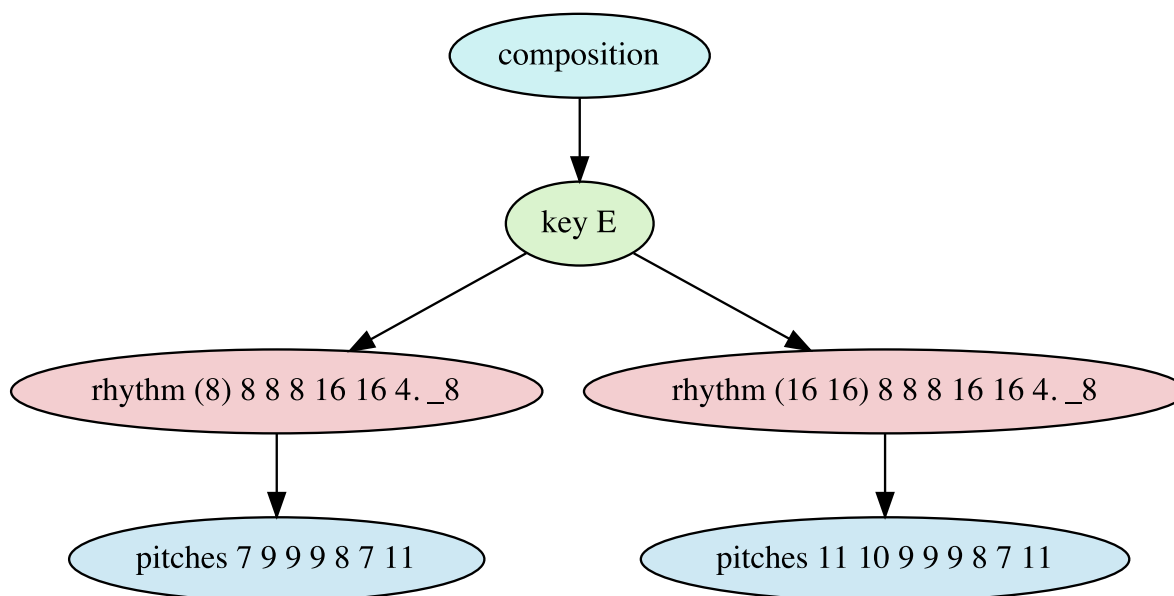 composition
key E
rhythm (8) 8 8 8 16 16 4. _8
rhythm (16 16) 8 8 8 16 16 4. _8
pitches 7 9 9 9 8 7 11
pitches 11 10 9 9 9 8 7 11